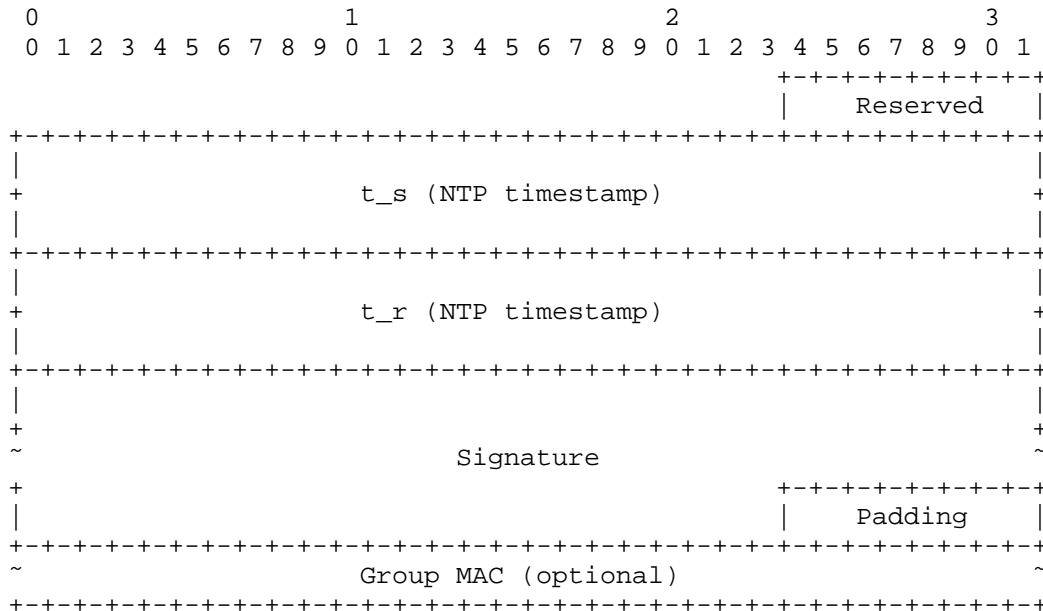 0                   1                   2                   3
 0 1 2 3 4 5 6 7 8 9 0 1 2 3 4 5 6 7 8 9 0 1 2 3 4 5 6 7 8 9 0 1
                                                +-+-+-+-+-+-+-+-+
                                                |    Reserved   |
+-+-+-+-+-+-+-+-+-+-+-+-+-+-+-+-+-+-+-+-+-+-+-+-+-+-+-+-+-+-+-+-+
|                                                               |
+                     t_s (NTP timestamp)                       +
|                                                               |
+-+-+-+-+-+-+-+-+-+-+-+-+-+-+-+-+-+-+-+-+-+-+-+-+-+-+-+-+-+-+-+-+
|                                                               |
+                     t_r (NTP timestamp)                       +
|                                                               |
+-+-+-+-+-+-+-+-+-+-+-+-+-+-+-+-+-+-+-+-+-+-+-+-+-+-+-+-+-+-+-+-+
|                                                               |
+                                                               +
~                           Signature                           ~
+                                               +-+-+-+-+-+-+-+-+
|                                               |    Padding    |
+-+-+-+-+-+-+-+-+-+-+-+-+-+-+-+-+-+-+-+-+-+-+-+-+-+-+-+-+-+-+-+-+
~                     Group MAC (optional)                      ~
+-+-+-+-+-+-+-+-+-+-+-+-+-+-+-+-+-+-+-+-+-+-+-+-+-+-+-+-+-+-+-+-+